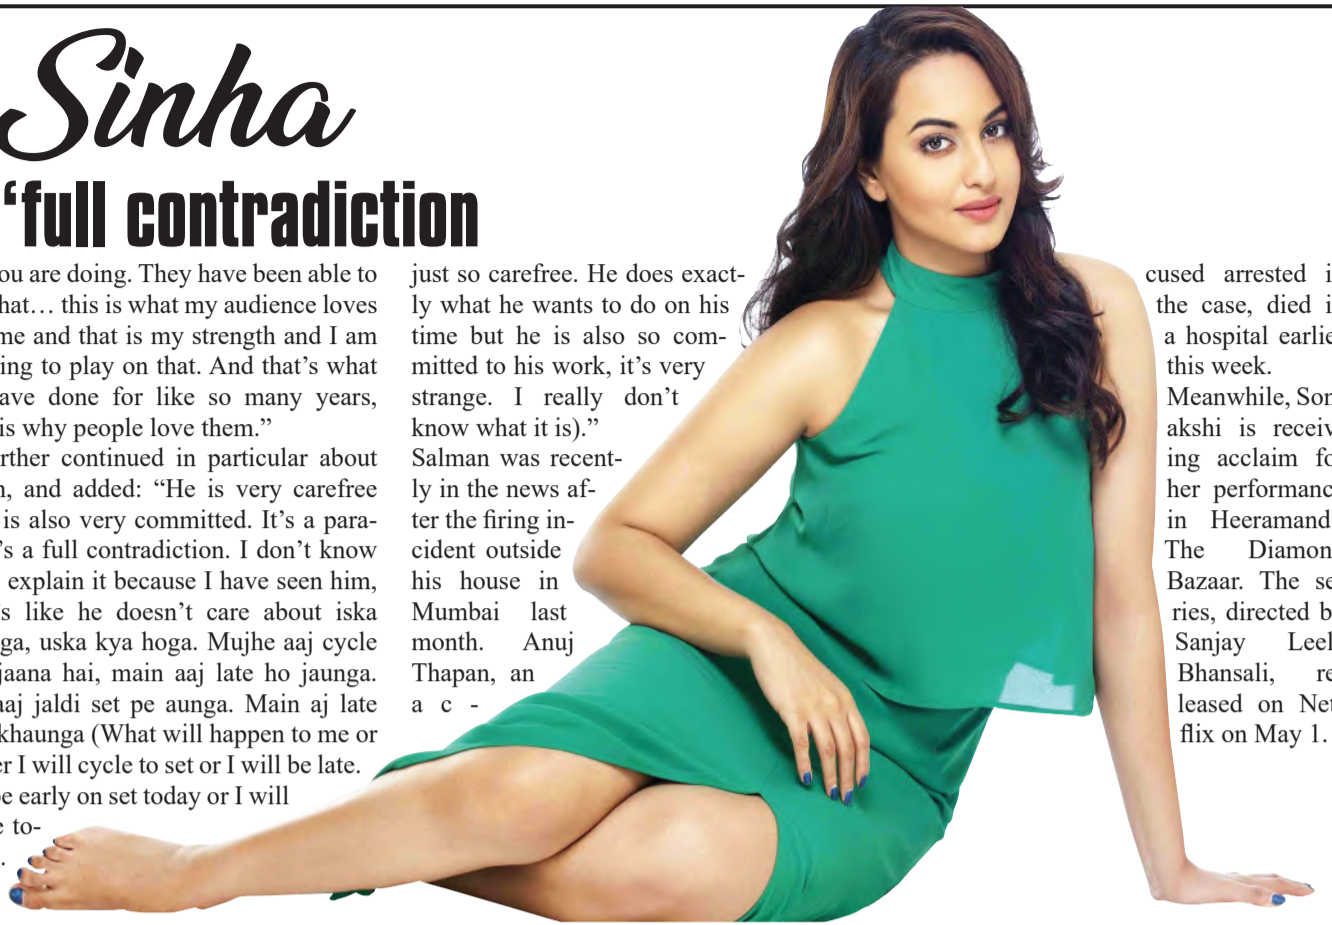 Sinha
‘full contradiction
ou are doing. They have been able to
hat… this is what my audience loves
me and that is my strength and I am
ing to play on that. And that’s what
ave done for like so many years,
is why people love them.”
rther continued in particular about
n, and added: “He is very carefree
is also very committed. It’s a para-
’s a full contradiction. I don’t know
explain it because I have seen him,
’s like he doesn’t care about iska
ga, uska kya hoga. Mujhe aaj cycle
jaana hai, main aaj late ho jaunga.
aaj jaldi set pe aunga. Main aj late
khaunga (What will happen to me or
er I will cycle to set or I will be late.
be early on set today or I will
e to-
.
just so carefree. He does exact-
ly what he wants to do on his
time but he is also so com-
mitted to his work, it’s very
strange. I really don’t
know what it is).”
Salman was recent-
ly in the news af-
ter the firing in-
cident outside
his house in
Mumbai last
month. Anuj
Thapan, an
a c -
cused arrested i
the case, died i
a hospital earlie
this week.
Meanwhile, Son
akshi is receiv
ing acclaim fo
her performanc
in Heeramand
The Diamon
Bazaar. The se
ries, directed b
Sanjay Leel
Bhansali, re
leased on Net
flix on May 1.